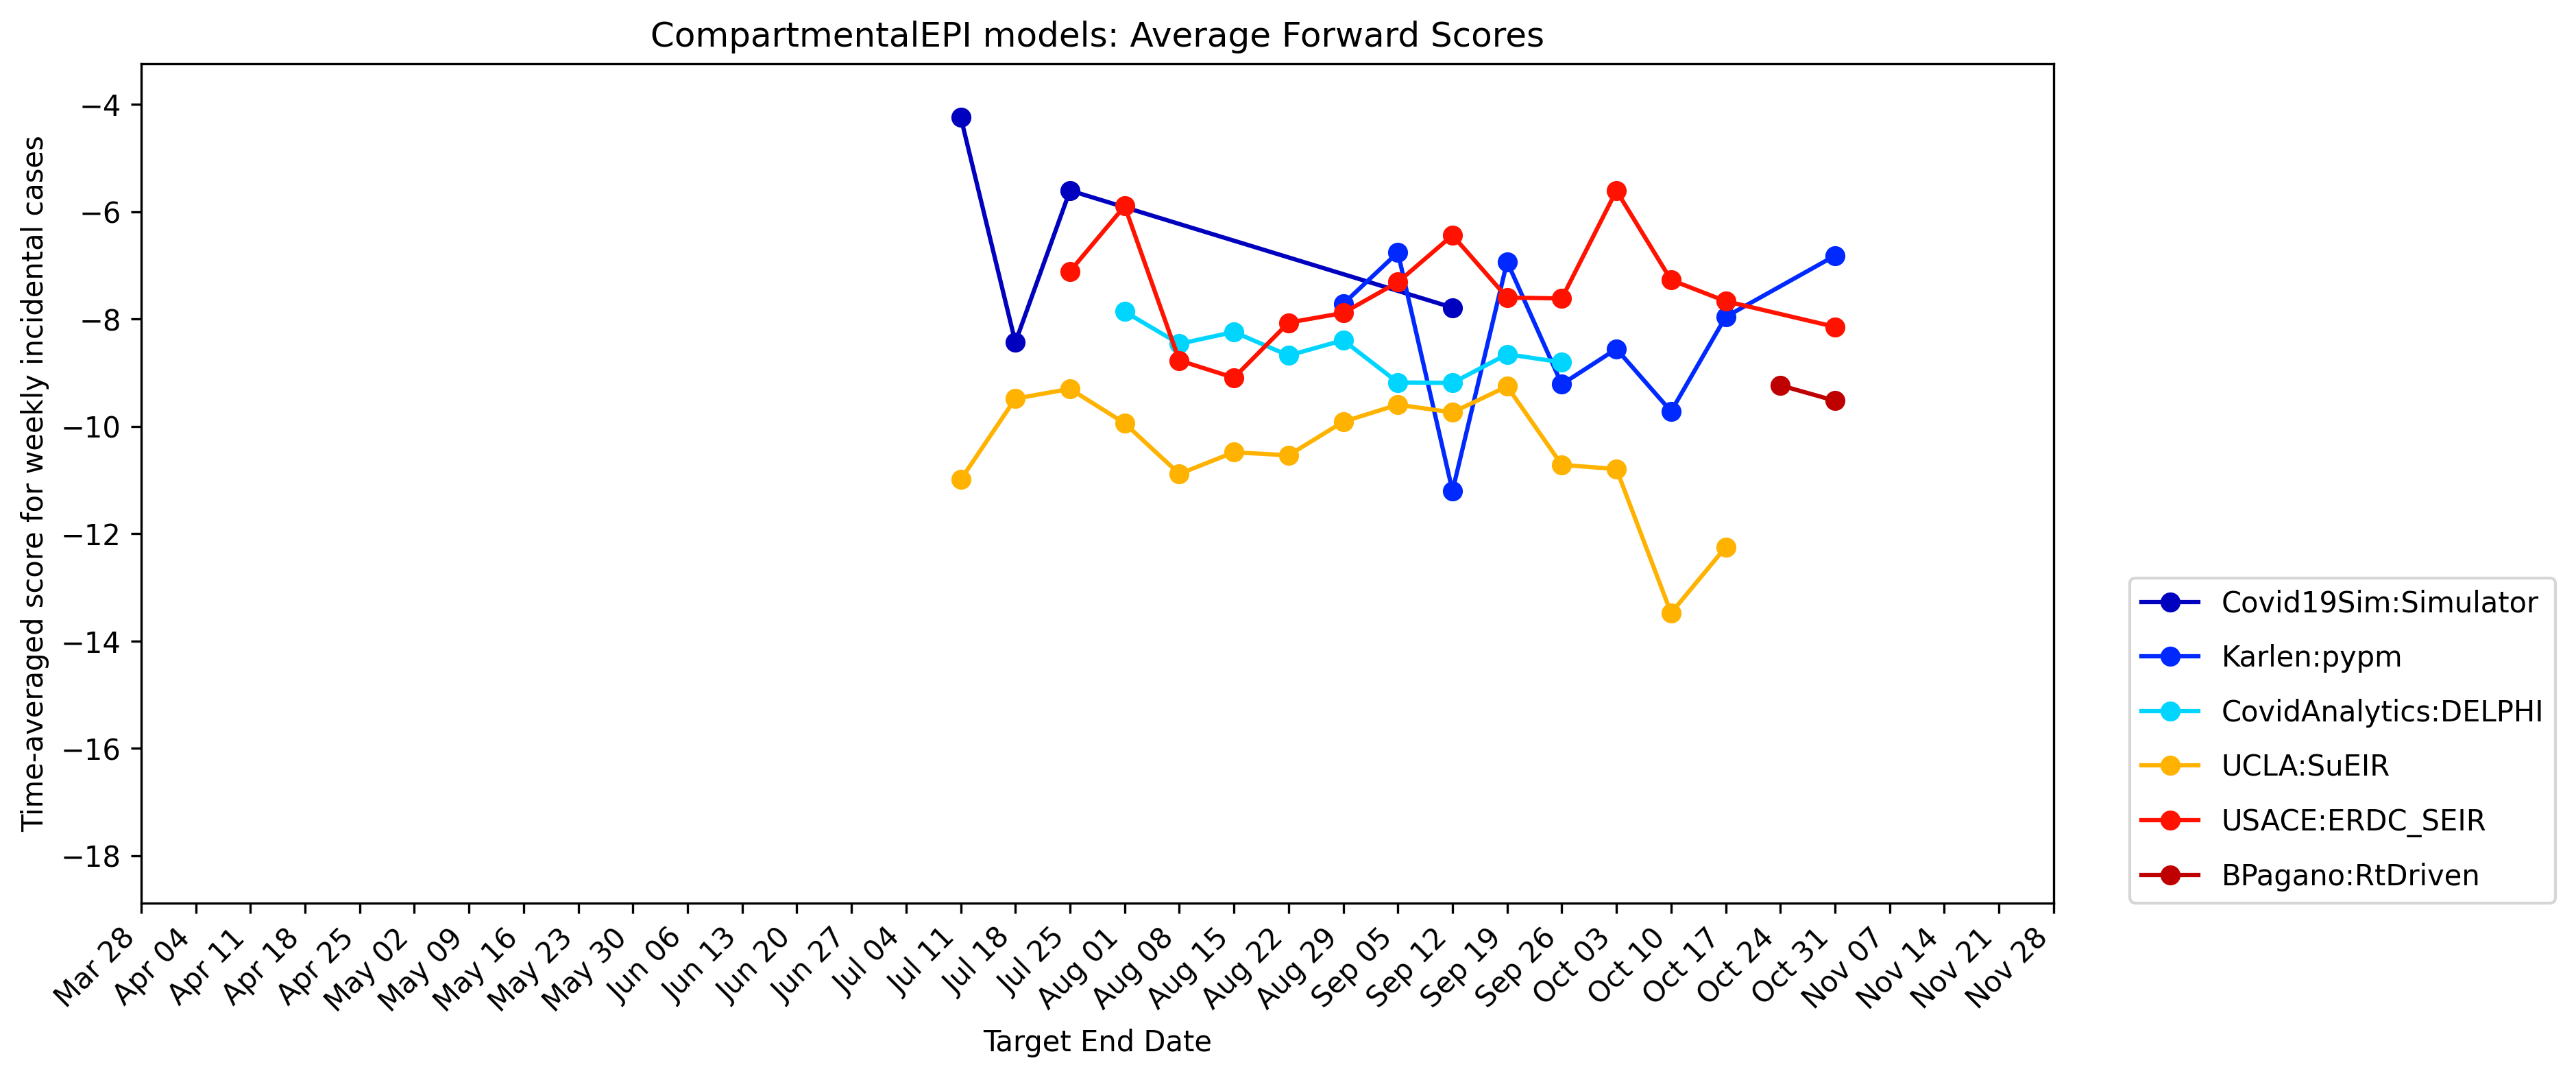 CompartmentalEPI models: Average Forward Scores
Time-averaged score for weekly incidental cases
−4
−6
−8
−10
−12
−14
−16
−18
Mar 28
Apr 04
Apr 11
Apr 18
Apr 25
May 02
May 09
May 16
May 23
May 30
Jun 06
Jun 13
Jun 20
Jun 27
Jul 04
Jul 11
Jul 18
Jul 25
Aug 01
Aug 08
Aug 15
Aug 22
Aug 29
Sep 05
Sep 12
Sep 19
Sep 26
Oct 03
Oct 10
Oct 17
Oct 24
Oct 31
Nov 07
Nov 14
Nov 21
Nov 28
Target End Date
Covid19Sim:Simulator
Karlen:pypm
CovidAnalytics:DELPHI
UCLA:SuEIR
USACE:ERDC_SEIR
BPagano:RtDriven